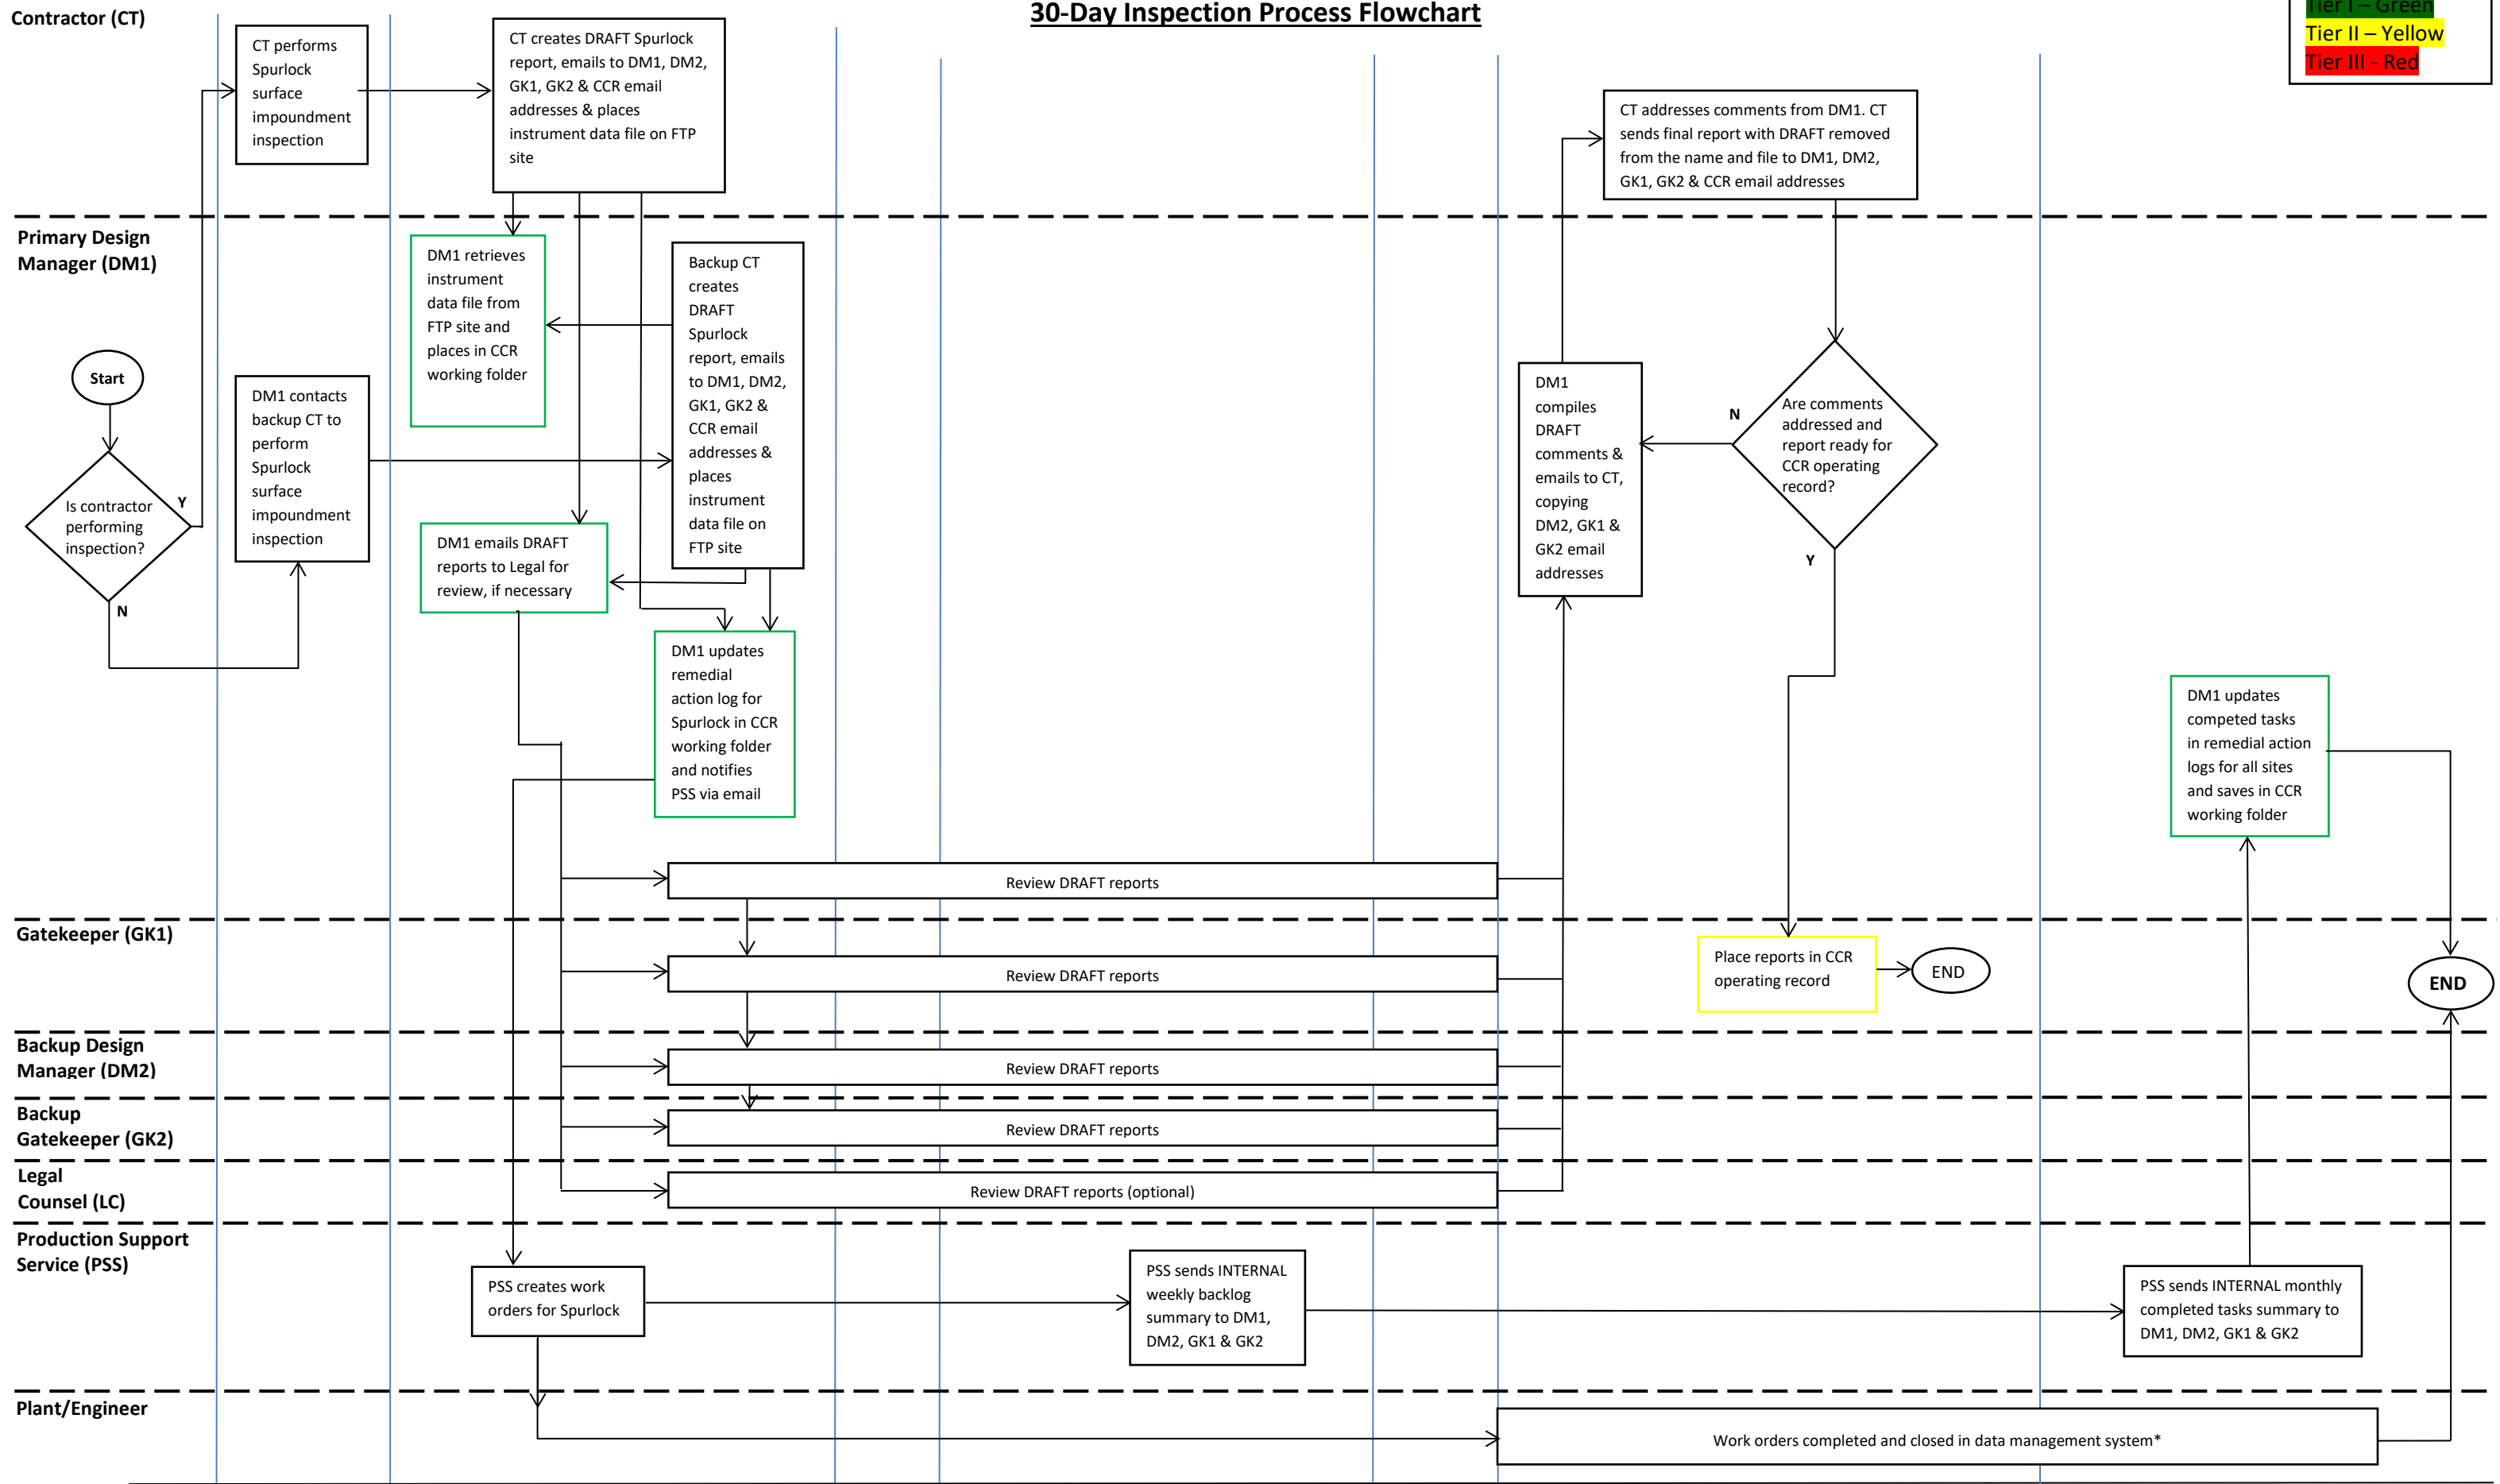 30-Day Inspection Process Flowchart
Tier I – Green
Tier II – Yellow
Tier III - Red
Contractor (CT)
CT performs
Spurlock
surface
impoundment
inspection
CT creates DRAFT Spurlock
report, emails to DM1, DM2,
GK1, GK2 & CCR email
addresses & places
instrument data file on FTP
site
CT addresses comments from DM1. CT
sends final report with DRAFT removed
from the name and file to DM1, DM2,
GK1, GK2 & CCR email addresses
Primary Design
Manager (DM1)
Start
Is contractor
performing
inspection?
Y
N
DM1 contacts
backup CT to
perform
Spurlock
surface
impoundment
inspection
DM1 retrieves
instrument
data file from
FTP site and
places in CCR
working folder
Backup CT
creates
DRAFT
Spurlock
report, emails
to DM1, DM2,
GK1, GK2 &
CCR email
addresses &
places
instrument
data file on
FTP site
DM1 emails DRAFT
reports to Legal for
review, if necessary
DM1 updates
remedial
action log for
Spurlock in CCR
working folder
and notifies
PSS via email
DM1
compiles
DRAFT
comments &
emails to CT,
copying
DM2, GK1 &
GK2 email
addresses
N
Are comments
addressed and
report ready for
CCR operating
record?
Y
DM1 updates
competed tasks
in remedial action
logs for all sites
and saves in CCR
working folder
Review DRAFT reports
Gatekeeper (GK1)
Review DRAFT reports
Place reports in CCR
operating record
END
END
Backup Design
Manager (DM2)
Review DRAFT reports
Backup
Gatekeeper (GK2)
Review DRAFT reports
Legal
Counsel (LC)
Review DRAFT reports (optional)
Production Support
Service (PSS)
PSS creates work
orders for Spurlock
PSS sends INTERNAL
weekly backlog
summary to DM1,
DM2, GK1 & GK2
PSS sends INTERNAL monthly
completed tasks summary to
DM1, DM2, GK1 & GK2
Plant/Engineer
Work orders completed and closed in data management system*